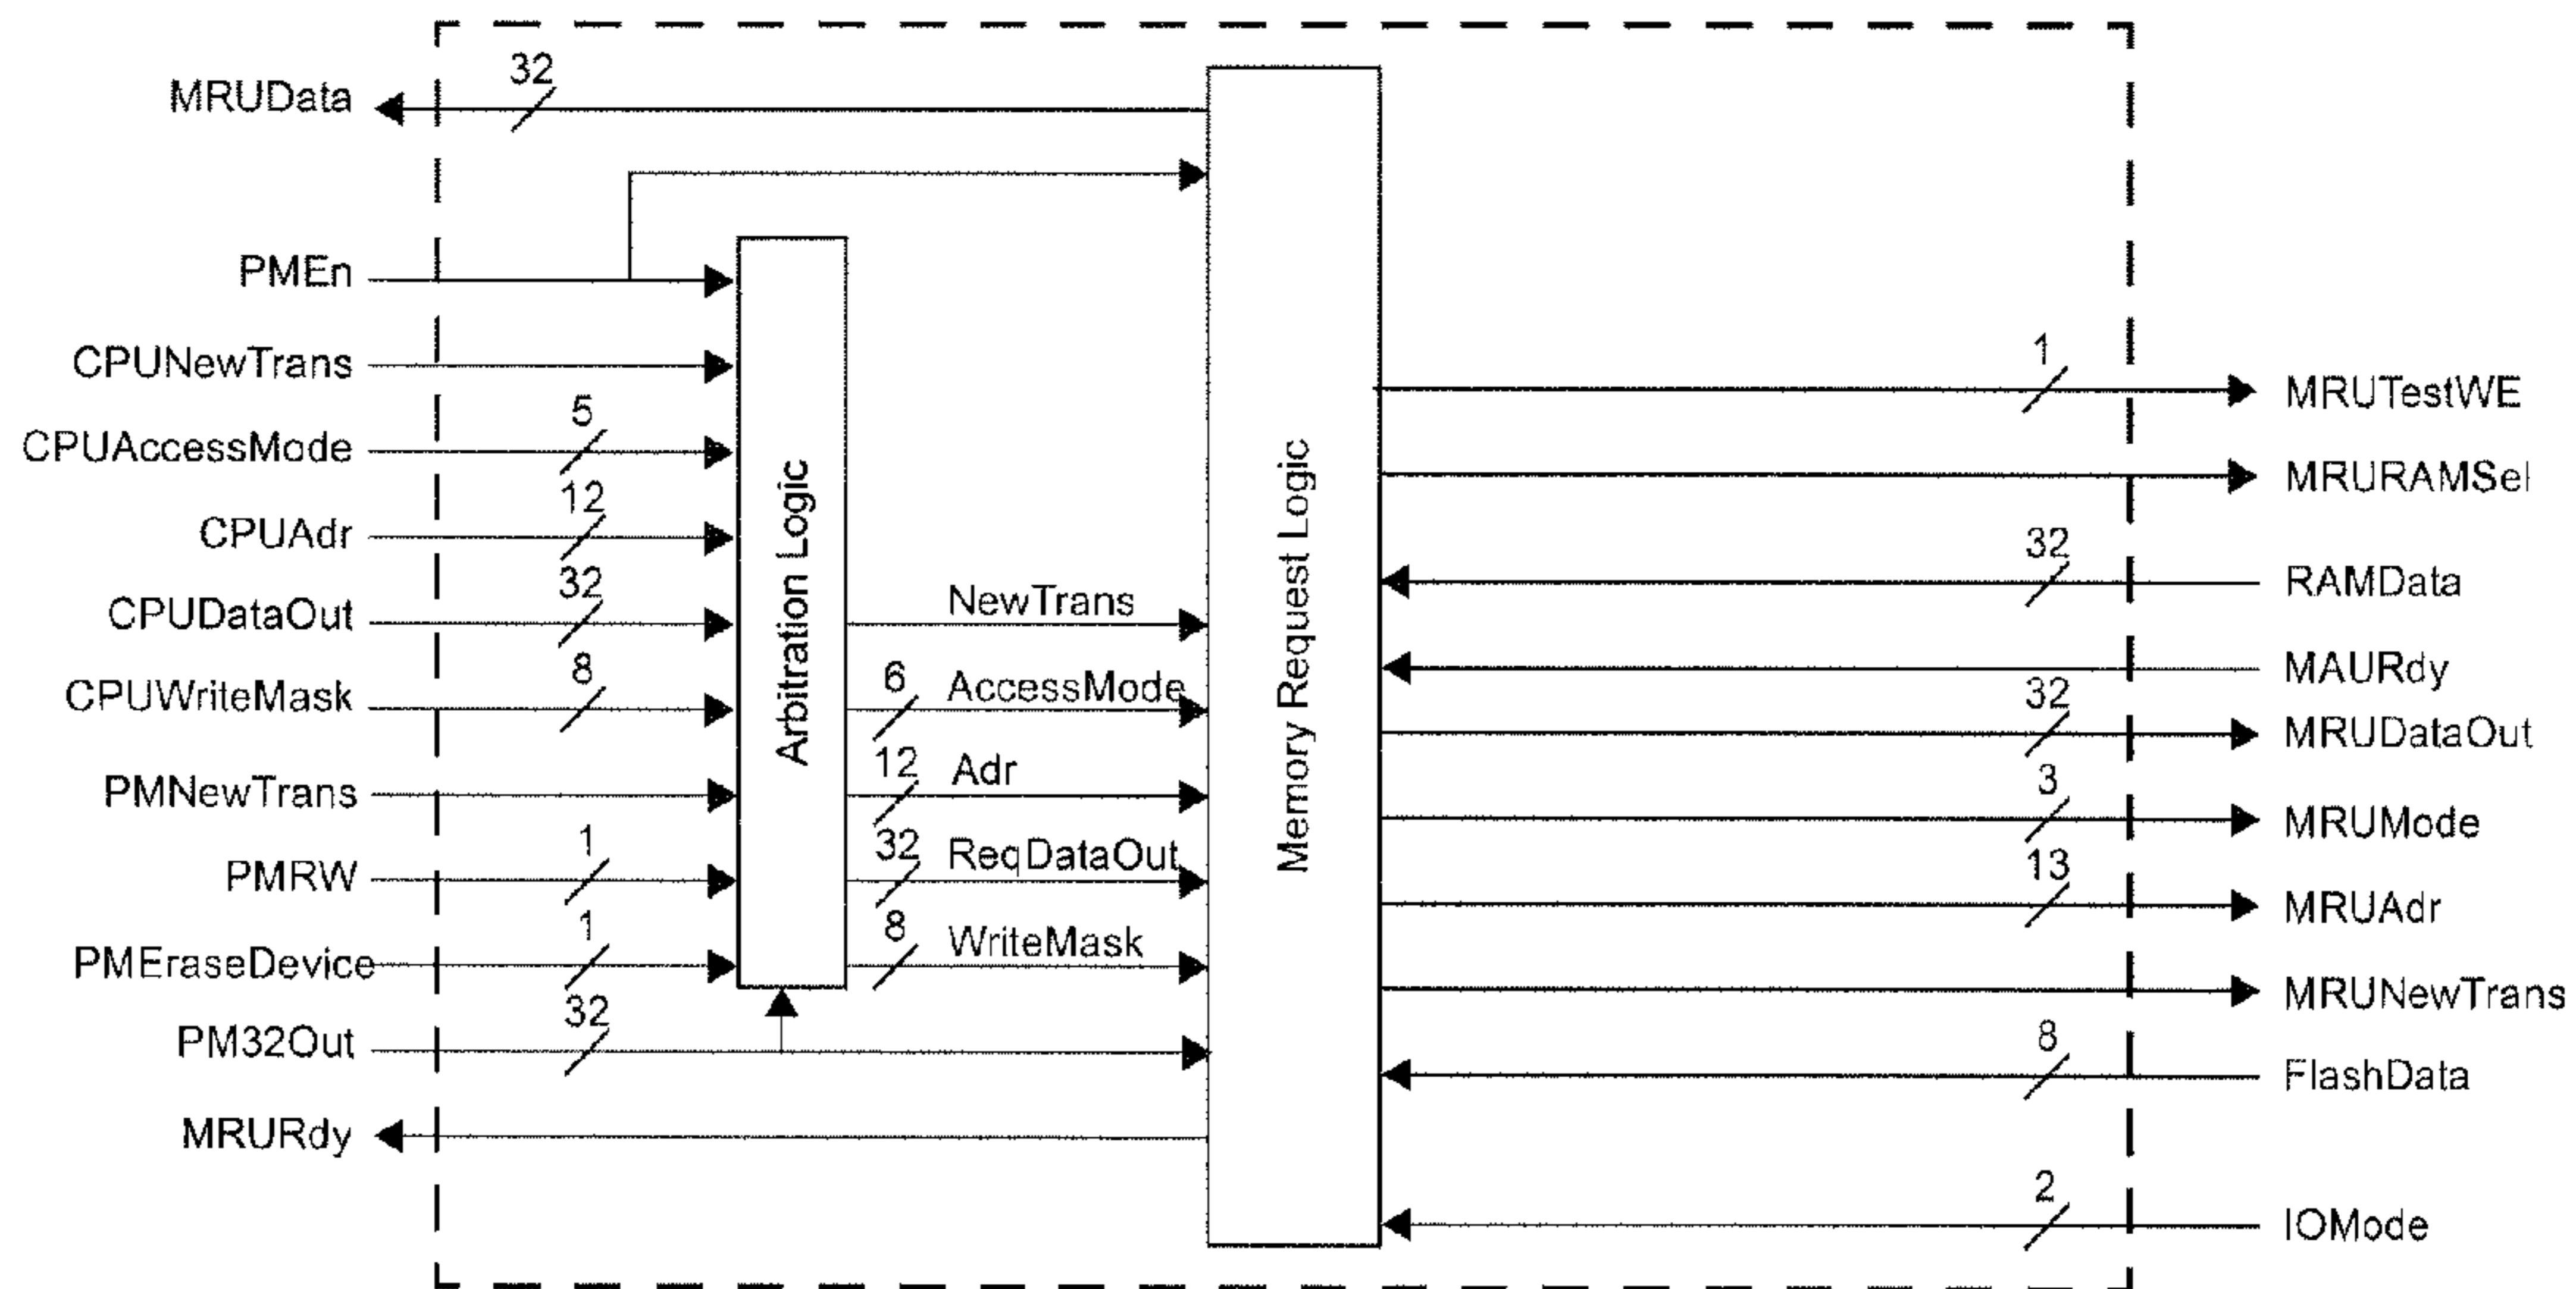 32
MRUData
PMEn
CPUNewTrans
5
CPUAccessMode
12
CPUAdr
32
CPUDataOut
8
CPUWriteMask
PMNewTrans
1
PMRW
1
PMEraseDevice
32
PM32Out
MRURdy
Arbitration Logic
NewTrans
6 AccessMode
12 Adr
32 ReqDataOut
8 WriteMask
Memory Request Logic
1
MRUTestWE
MRURAMSel
32
RAMData
MAURdy
32
MRUDataOut
3
MRUMode
13
MRUAdr
MRUNewTrans
8
FlashData
2
IOMode